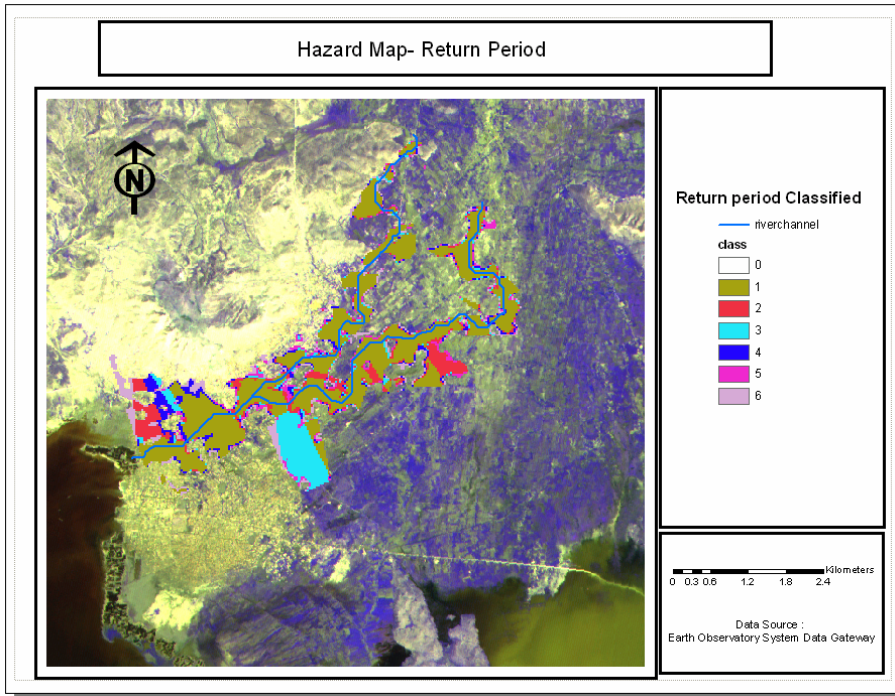 Hazard Map- Return Period
N
Return period Classified
riverchannel
class
0
1
2
3
4
5
6
Kilometers
0 0.3 0.6 1.2 1.8 2.4
Data Source :
Earth Observatory System Data Gateway